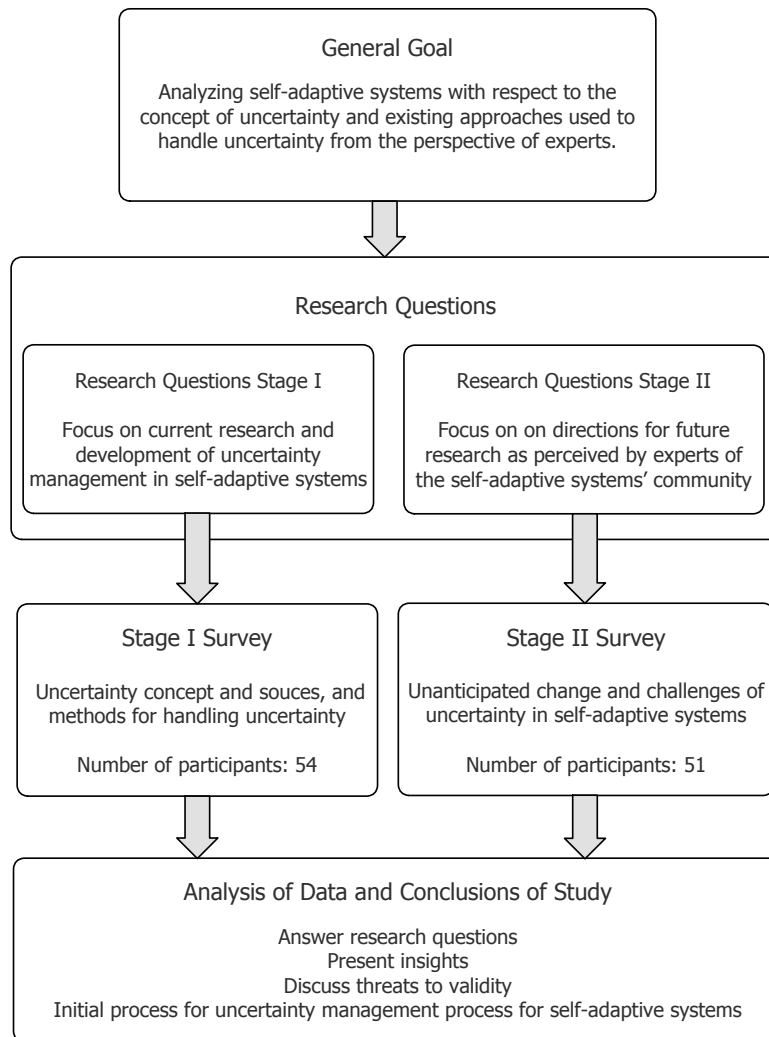 General Goal
Analyzing self-adaptive systems with respect to the
concept of uncertainty and existing approaches used to
handle uncertainty from the perspective of experts.
Research Questions
Research Questions Stage I
Focus on current research and
development of uncertainty
management in self-adaptive systems
Research Questions Stage II
Focus on on directions for future
research as perceived by experts of
the self-adaptive systems’ community
Stage I Survey
Uncertainty concept and souces, and
methods for handling uncertainty
Number of participants: 54
Stage II Survey
Unanticipated change and challenges of
uncertainty in self-adaptive systems
Number of participants: 51
Analysis of Data and Conclusions of Study
Answer research questions
Present insights
Discuss threats to validity
Initial process for uncertainty management process for self-adaptive systems